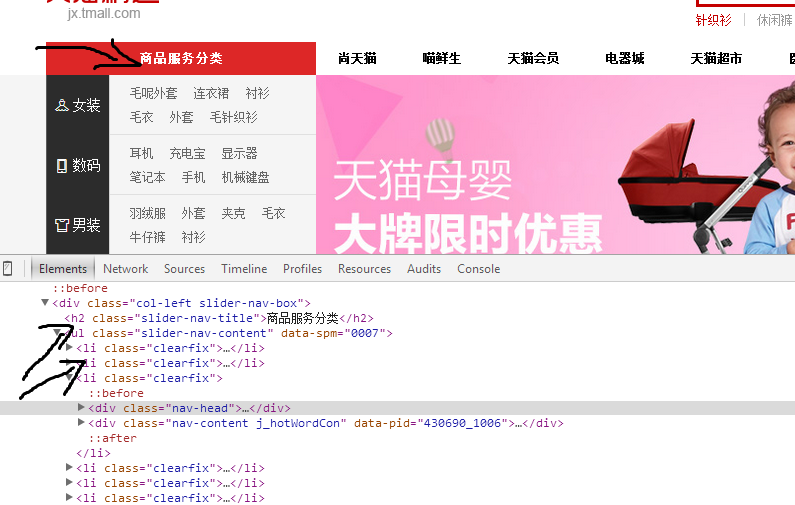 jx.tmall.com
针织衫 休闲裤
商品服务分类 尚天猫 喵鲜生 天猫会员 电器城 天猫超市
女装 毛呢外套 连衣裙 衬衫
毛衣 外套 毛针织衫
数码 耳机 充电宝 显示器
笔记本 手机 机械键盘
男装 羽绒服 外套 夹克 毛衣
牛仔裤 衬衫
天猫母婴
大牌限时优惠
Elements Network Sources Timeline Profiles Resources Audits Console
::before
<div class="col-left slider-nav-box">
<h2 class="slider-nav-title">商品服务分类</h2>
ul class="slider-nav-content" data-spm="0007">
<li class="clearfix">…</li>
li class="clearfix">…</li>
<li class="clearfix">
::before
<div class="nav-head">…</div>
<div class="nav-content j_hotWordCon" data-pid="430690_1006">…</div>
::after
</li>
<li class="clearfix">…</li>
<li class="clearfix">…</li>
<li class="clearfix">…</li>